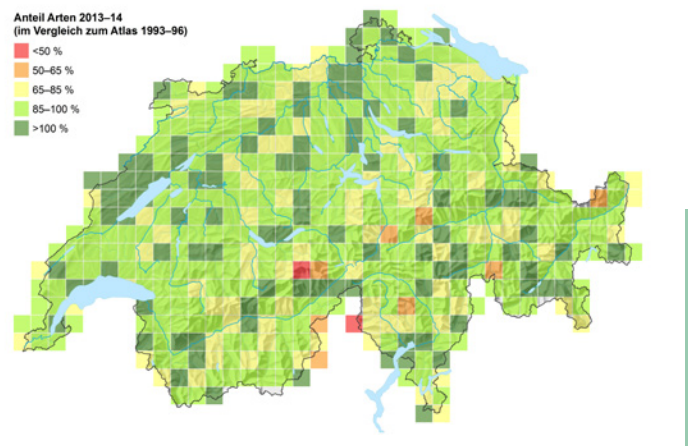 Anteil Arten 2013–14
(im Vergleich zum Atlas 1993–96)
<50 %
50–65 %
65–85 %
85–100 %
>100 %